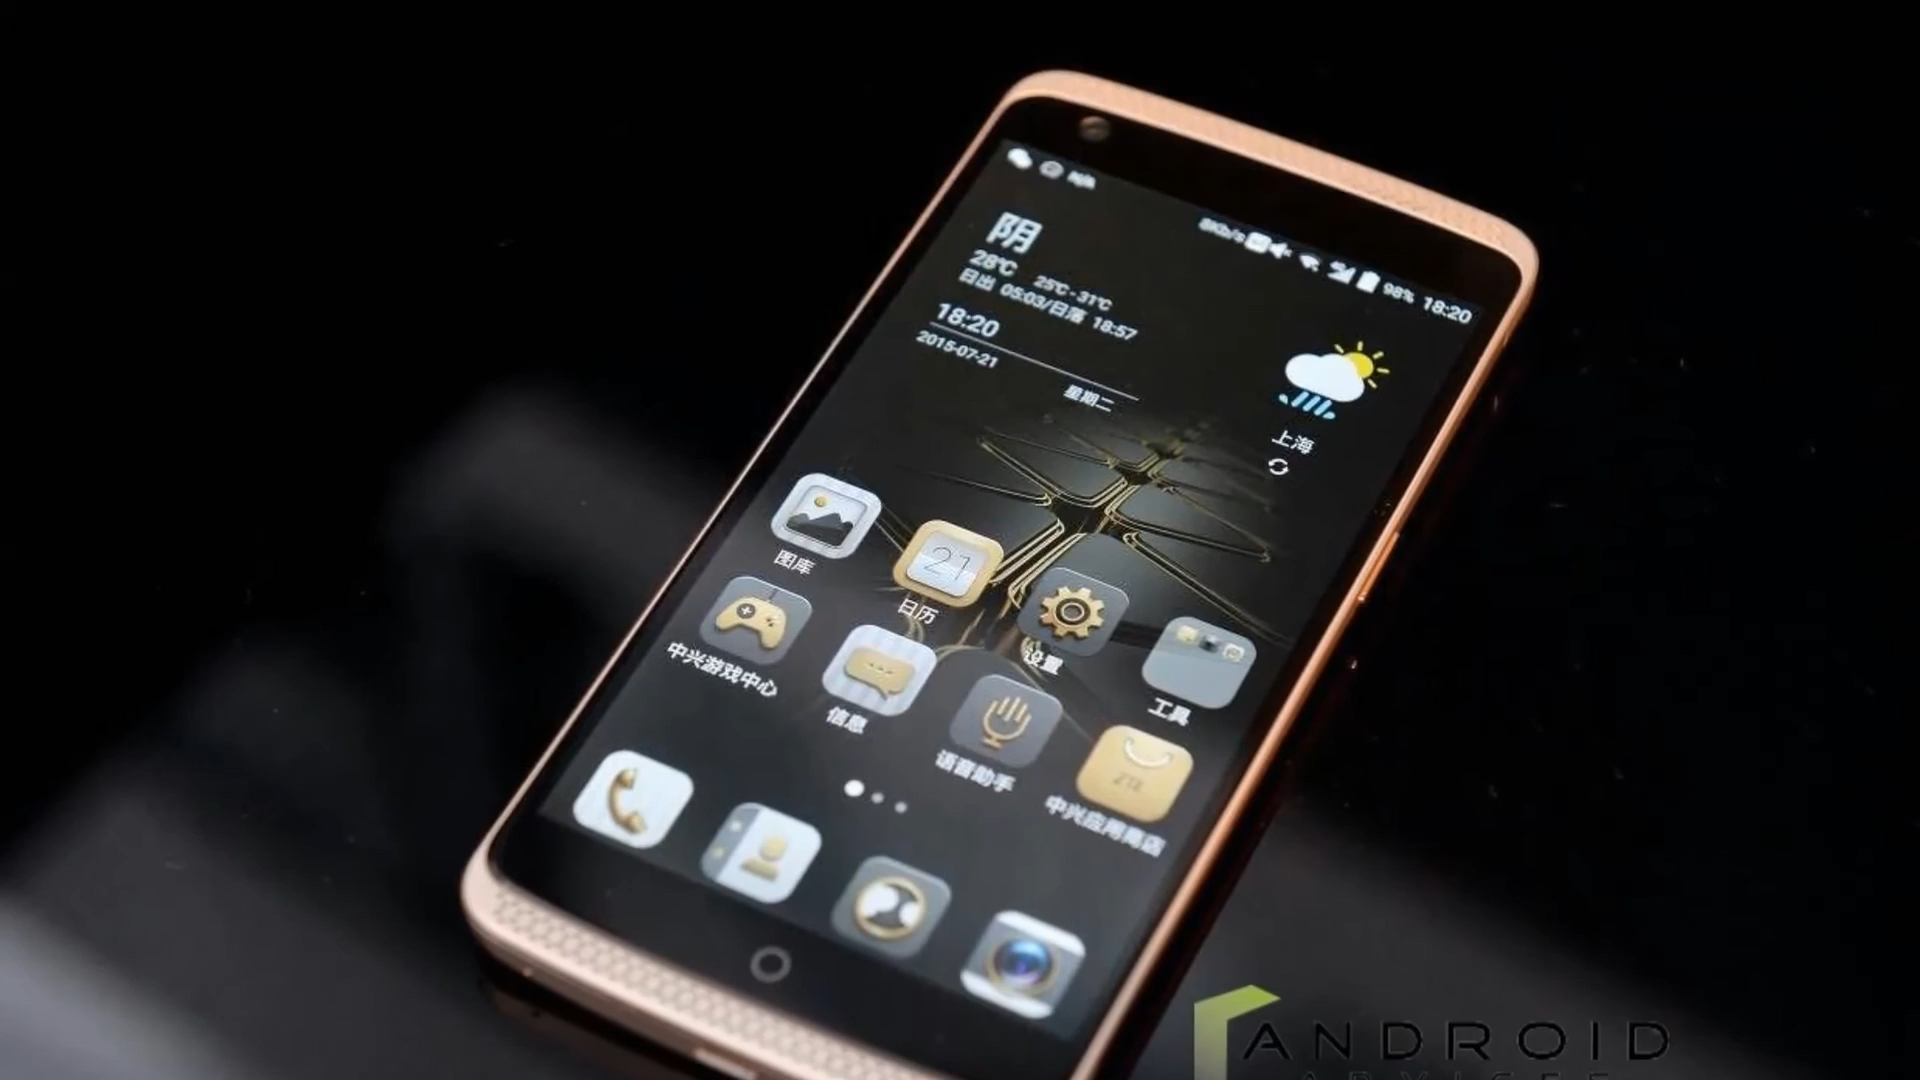 8Kb/s 98% 18:20
阴
28℃ 25℃-31℃
日出 05:03/日落 18:57
18:20
2015-07-21
星期二
上海
图库
21
日历
设置
工具
中兴游戏中心
信息
语音助手
中兴应用商店
ANDROID